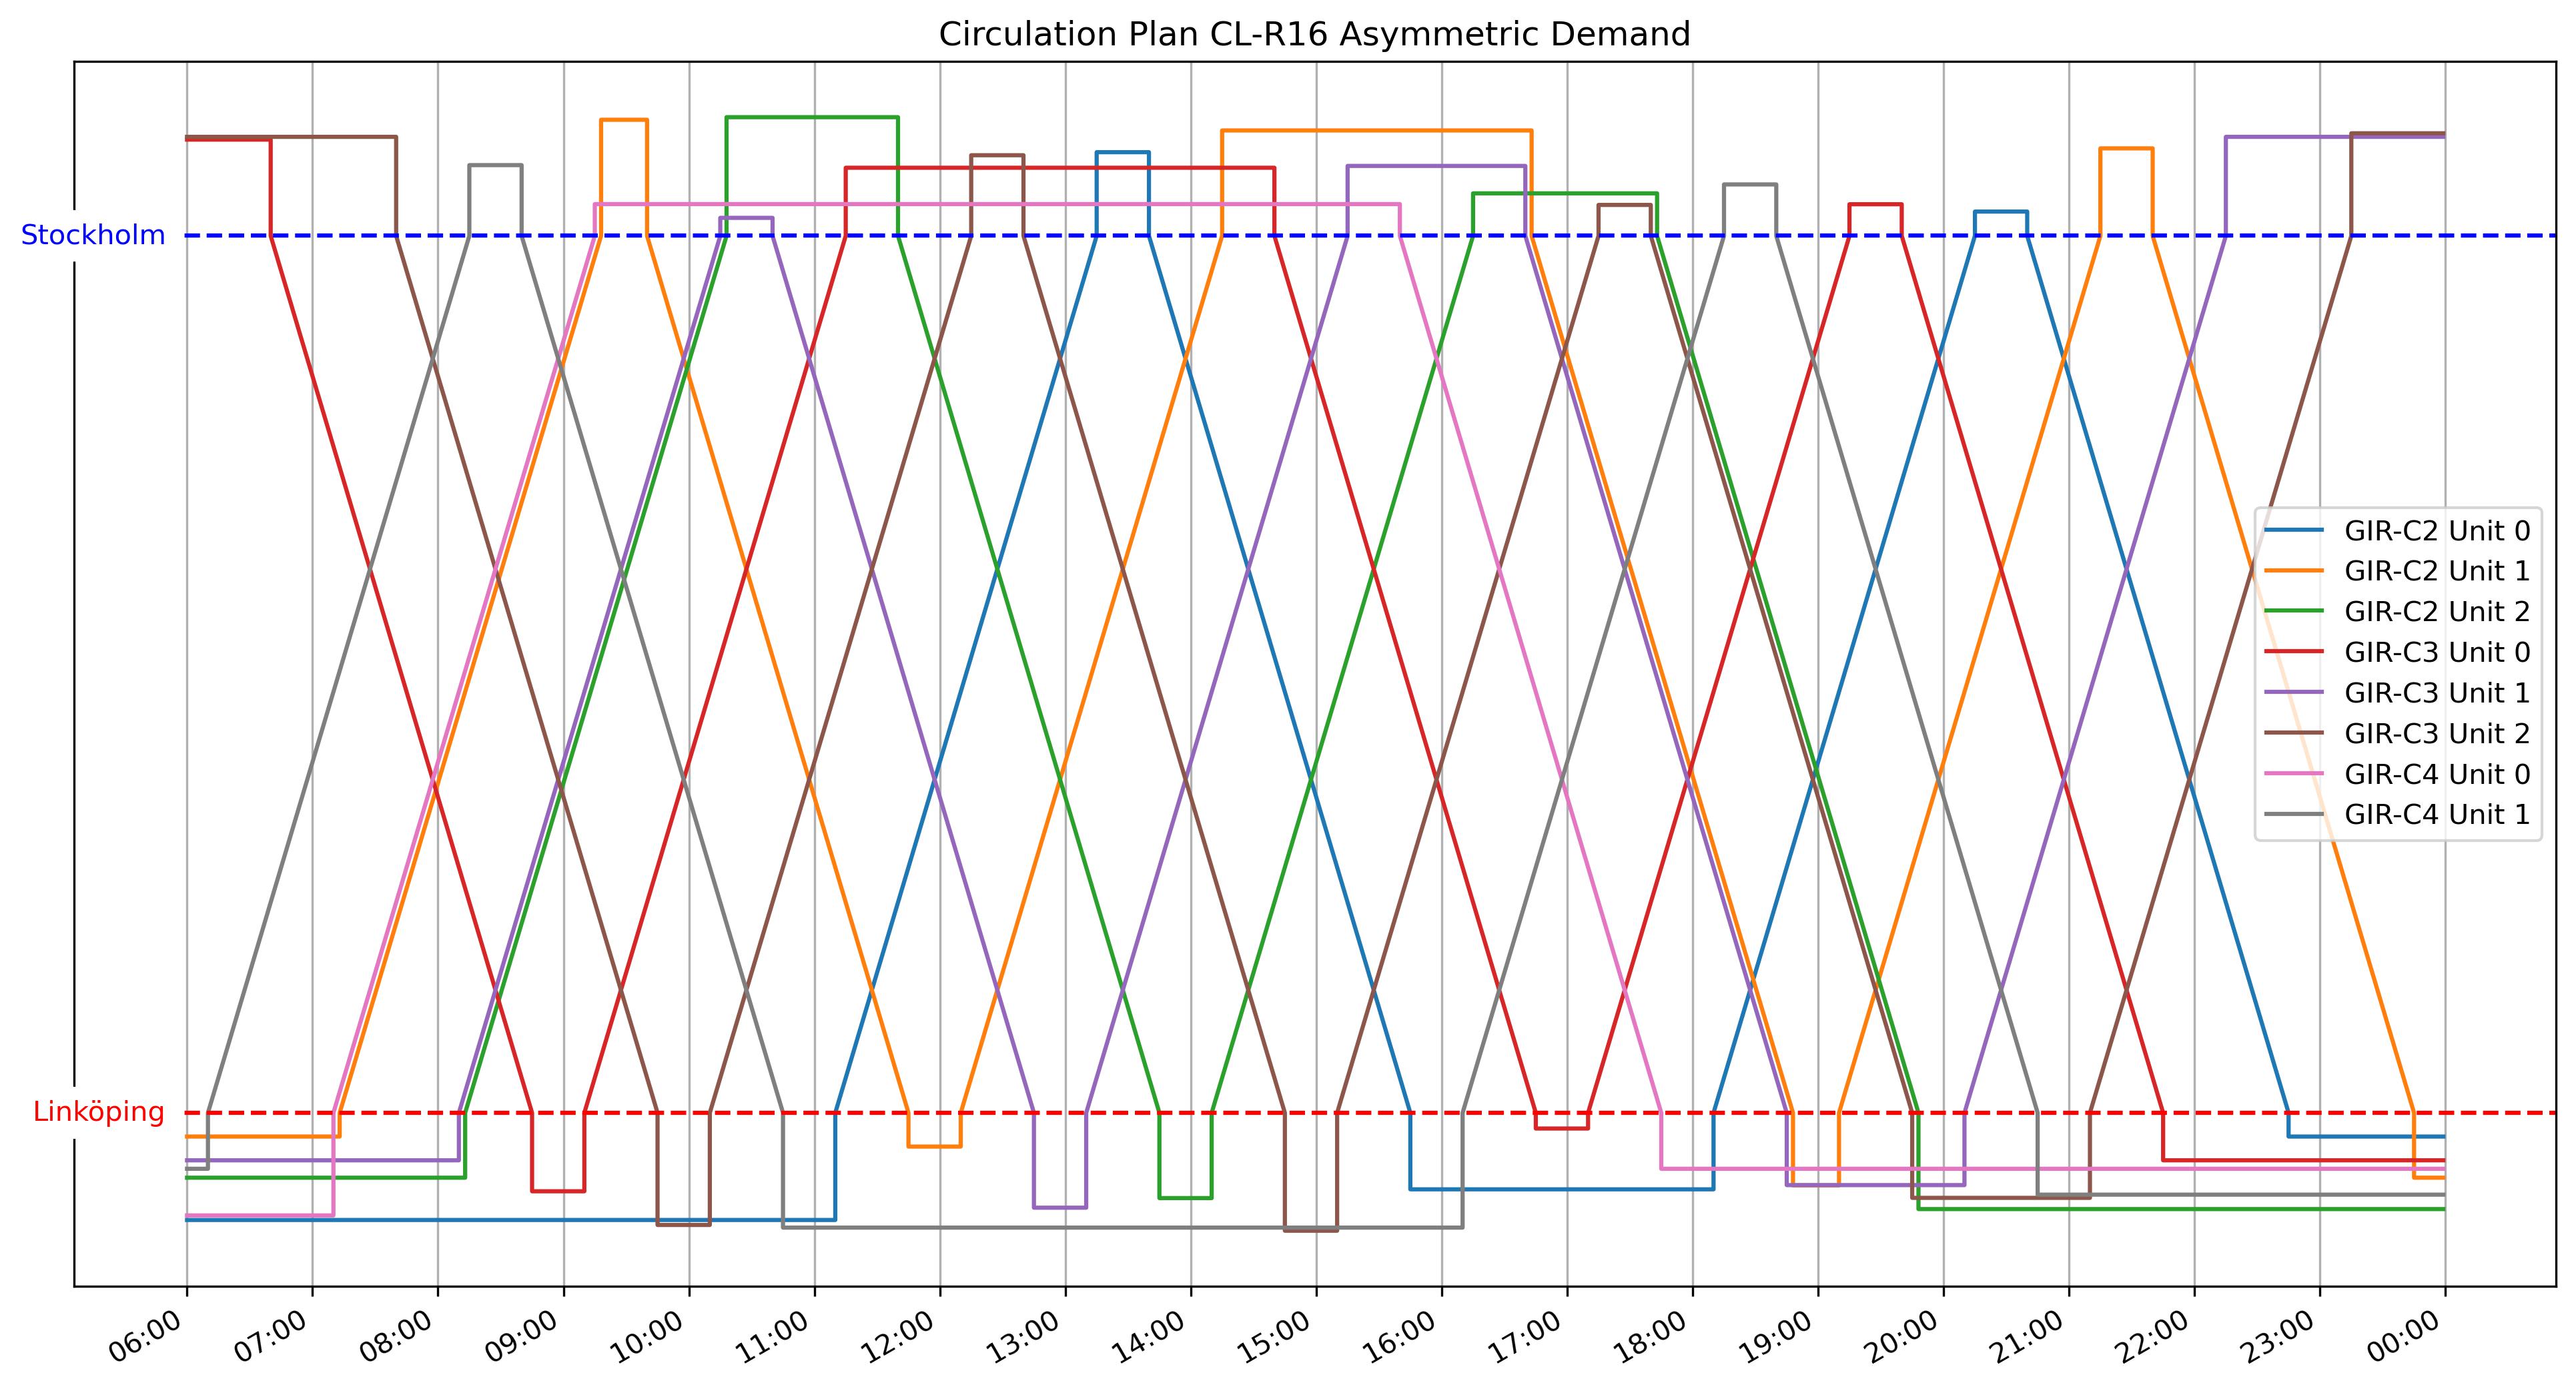 Circulation Plan CL-R16 Asymmetric Demand
Stockholm
Linköping
GIR-C2 Unit 0
GIR-C2 Unit 1
GIR-C2 Unit 2
GIR-C3 Unit 0
GIR-C3 Unit 1
GIR-C3 Unit 2
GIR-C4 Unit 0
GIR-C4 Unit 1
06:00 07:00 08:00 09:00 10:00 11:00 12:00 13:00 14:00 15:00 16:00 17:00 18:00 19:00 20:00 21:00 22:00 23:00 00:00